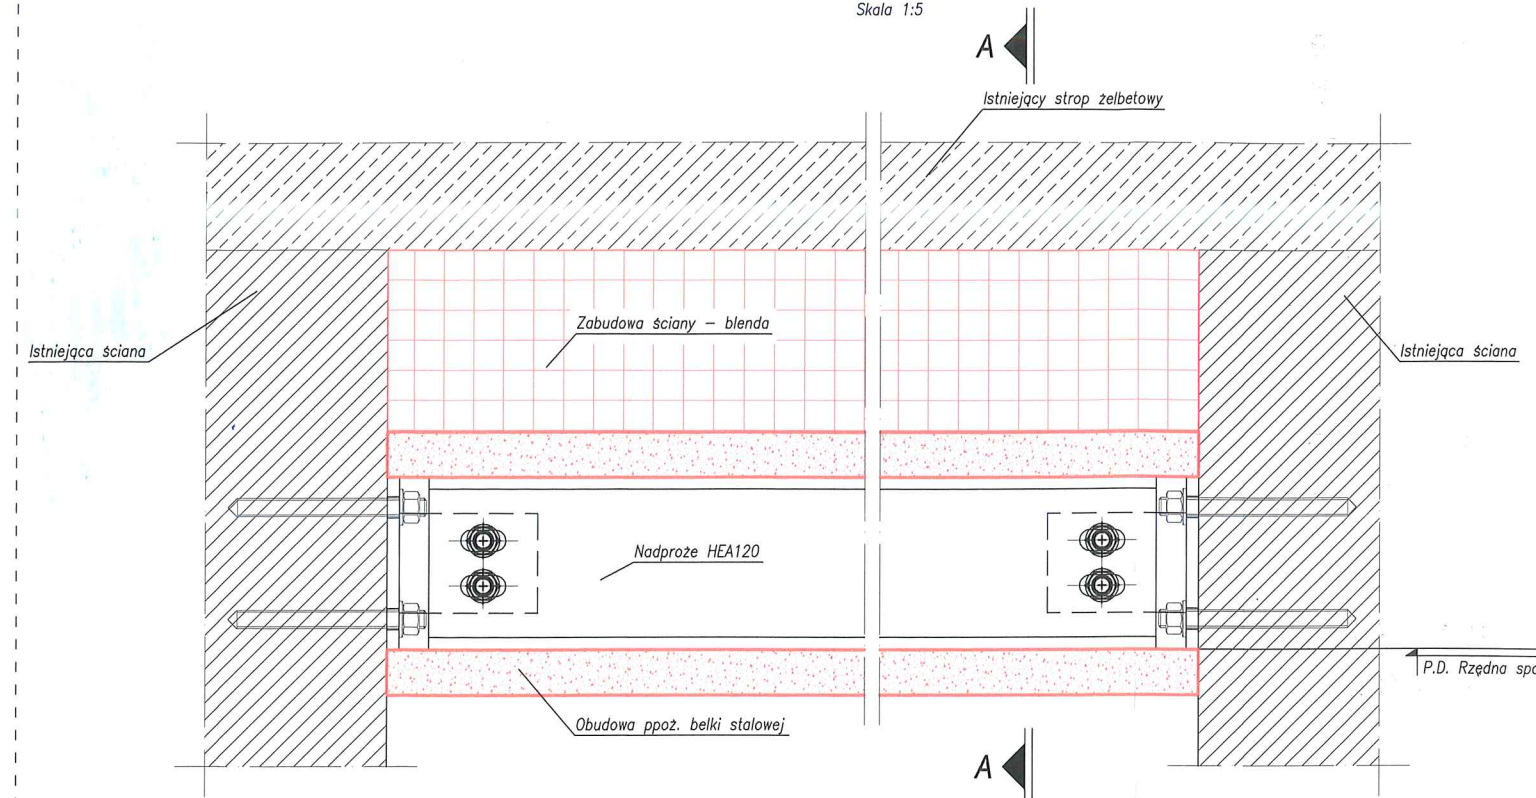 Skala 1:5
A
Istniejący strop żelbetowy
Zabudowa ściany – blenda
Istniejąca ściana
Istniejąca ściana
Nadproże HEA120
P.D. Rzędna
Obudowa ppoż. belki stalowej
A